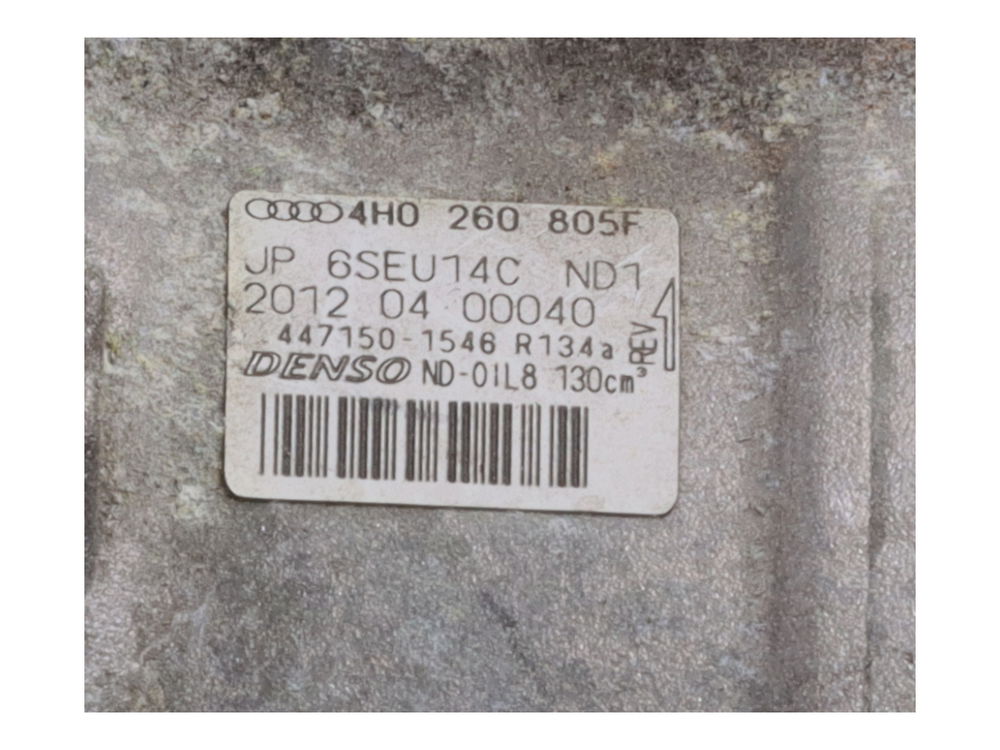 4H0 260 805F
JP 6SEU14C ND1
2012 04 00040
447150-1546 R134a
REV
DENSO ND-OIL8 130cm³